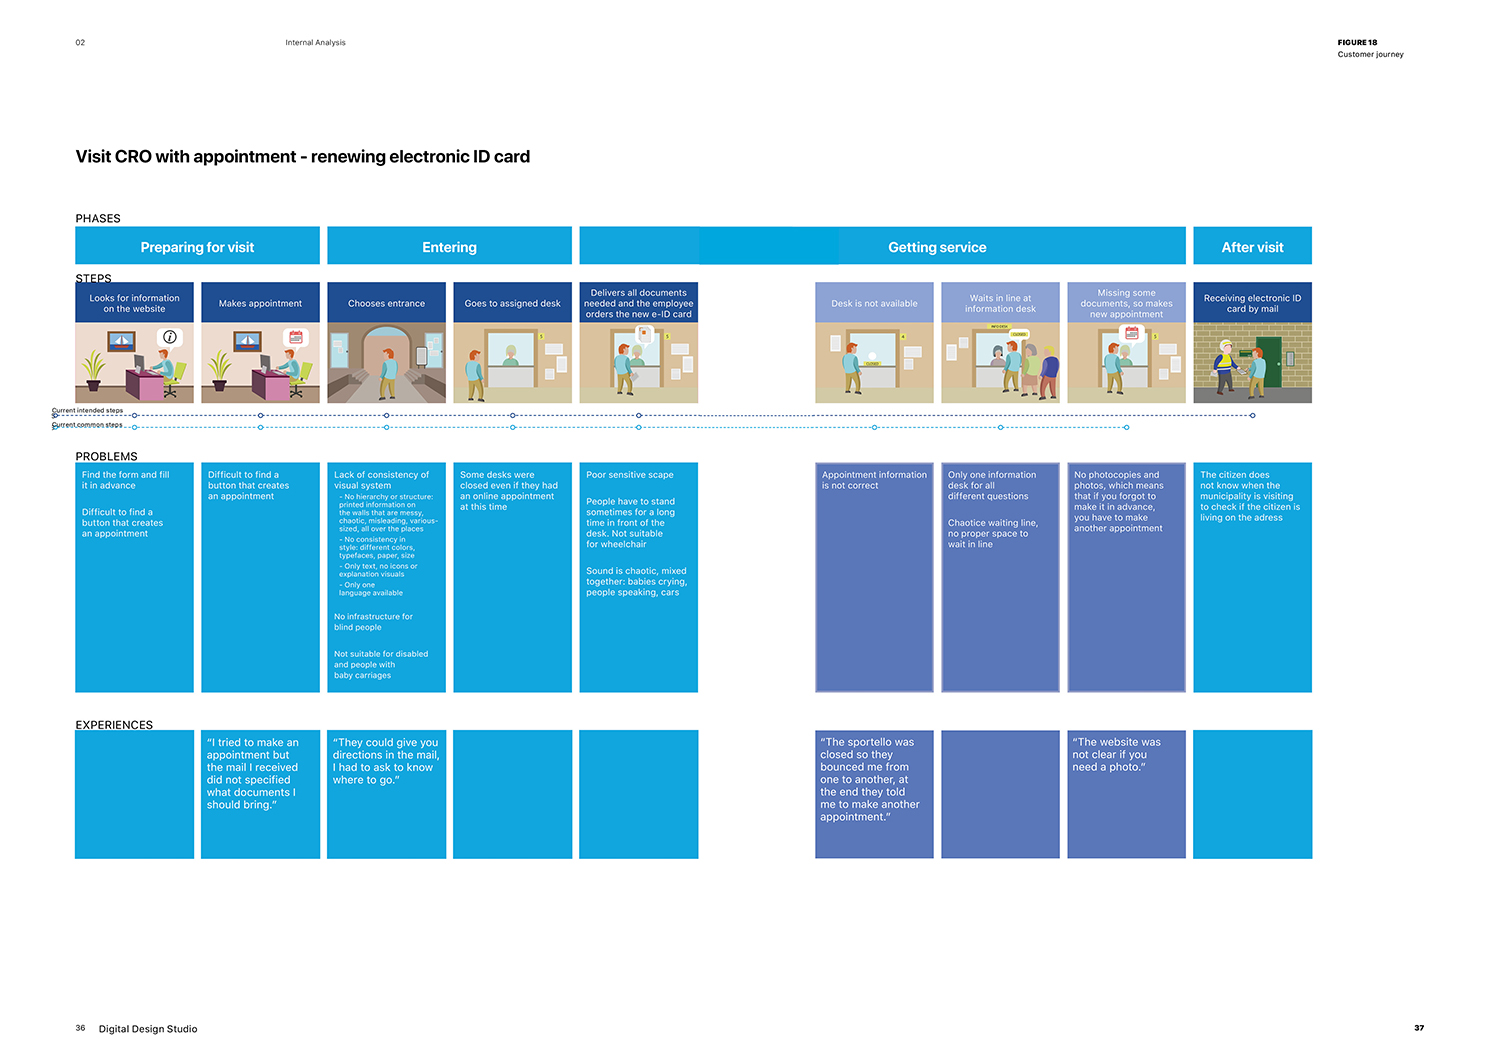 02
Internal Analysis
FIGURE 18
Customer journey
Visit CRO with appointment - renewing electronic ID card
PHASES
Preparing for visit
Entering
Getting service
After visit
STEPS
Looks for information
on the website
Makes appointment
Chooses entrance
Goes to assigned desk
Delivers all documents
needed and the employee
orders the new e-ID card
Desk is not available
Waits in line at
information desk
Missing some
documents, so makes
new appointment
Receiving electronic ID
card by mail
5
5
4
CLOSED
INFO DESK
CLOSED
5
Current intended steps
Current common steps
PROBLEMS
Find the form and fill
it in advance
Difficult to find a
button that creates
an appointment
Difficult to find a
button that creates
an appointment
Lack of consistency of
visual system
- No hierarchy or structure:
printed information on
the walls that are messy,
chaotic, misleading, various-
sized, all over the places
- No consistency in
style: different colors,
typefaces, paper, size
- Only text, no icons or
explanation visuals
- Only one
language available
No infrastructure for
blind people
Not suitable for disabled
and people with
baby carriages
Some desks were
closed even if they had
an online appointment
at this time
Poor sensitive scape
People have to stand
sometimes for a long
time in front of the
desk. Not suitable
for wheelchair
Sound is chaotic, mixed
together: babies crying,
people speaking, cars
Appointment information
is not correct
Only one information
desk for all
different questions
Chaotice waiting line,
no proper space to
wait in line
No photocopies and
photos, which means
that if you forgot to
make it in advance,
you have to make
another appointment
The citizen does
not know when the
municipality is visiting
to check if the citizen is
living on the adress
EXPERIENCES
“I tried to make an
appointment but
the mail I received
did not specified
what documents I
should bring.”
“They could give you
directions in the mail,
I had to ask to know
where to go.”
“The sportello was
closed so they
bounced me from
one to another, at
the end they told
me to make another
appointment.”
“The website was
not clear if you
need a photo.”
36
Digital Design Studio
37